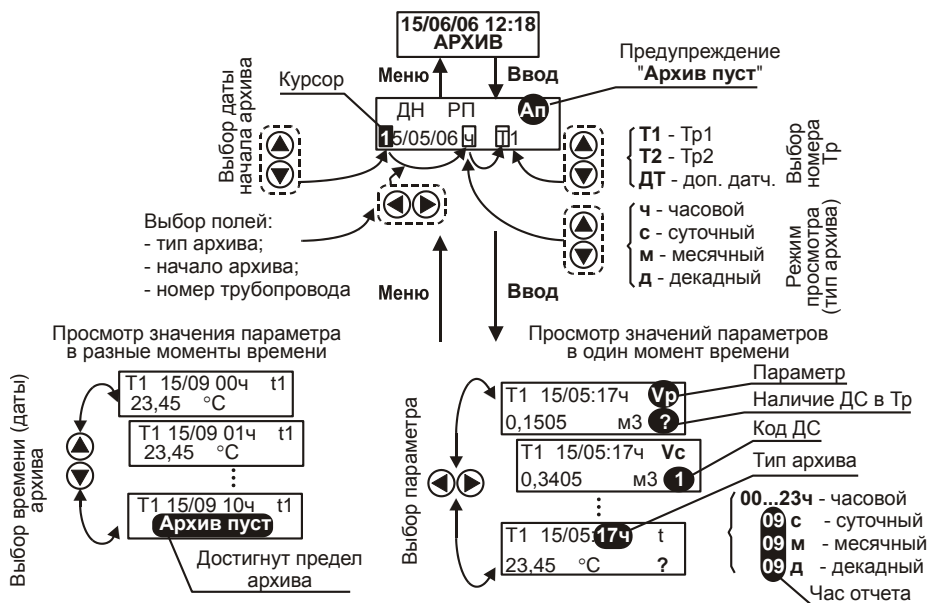 15/06/06 12:18
АРХИВ
Предупреждение
"Архив пуст"
Курсор
Меню
Ввод
Выбор даты
начала архива
ДН РП Ап
15/05/06 ч Т1
Т1 - Тр1
Т2 - Тр2
ДТ - доп. датч.
Выбор
номера
Тр
Выбор полей:
- тип архива;
- начало архива;
- номер трубопровода
ч - часовой
с - суточный
м - месячный
д - декадный
Режим
просмотра
(тип архива)
Меню
Ввод
Просмотр значения параметра
в разные моменты времени
Просмотр значений параметров
в один момент времени
Выбор времени (даты)
архива
Т1 15/09 00ч t1
23,45 °C
Т1 15/09 01ч t1
23,45 °C
Т1 15/09 10ч t1
Архив пуст
Достигнут предел
архива
Выбор параметра
Т1 15/05:17ч Vр
0,1505 м3 ?
Т1 15/05:17ч Vс
0,3405 м3 1
Т1 15/05:17ч t
23,45 °C ?
Параметр
Наличие ДС в Тр
Код ДС
Тип архива
00...23ч - часовой
09 с - суточный
09 м - месячный
09 д - декадный
Час отчета